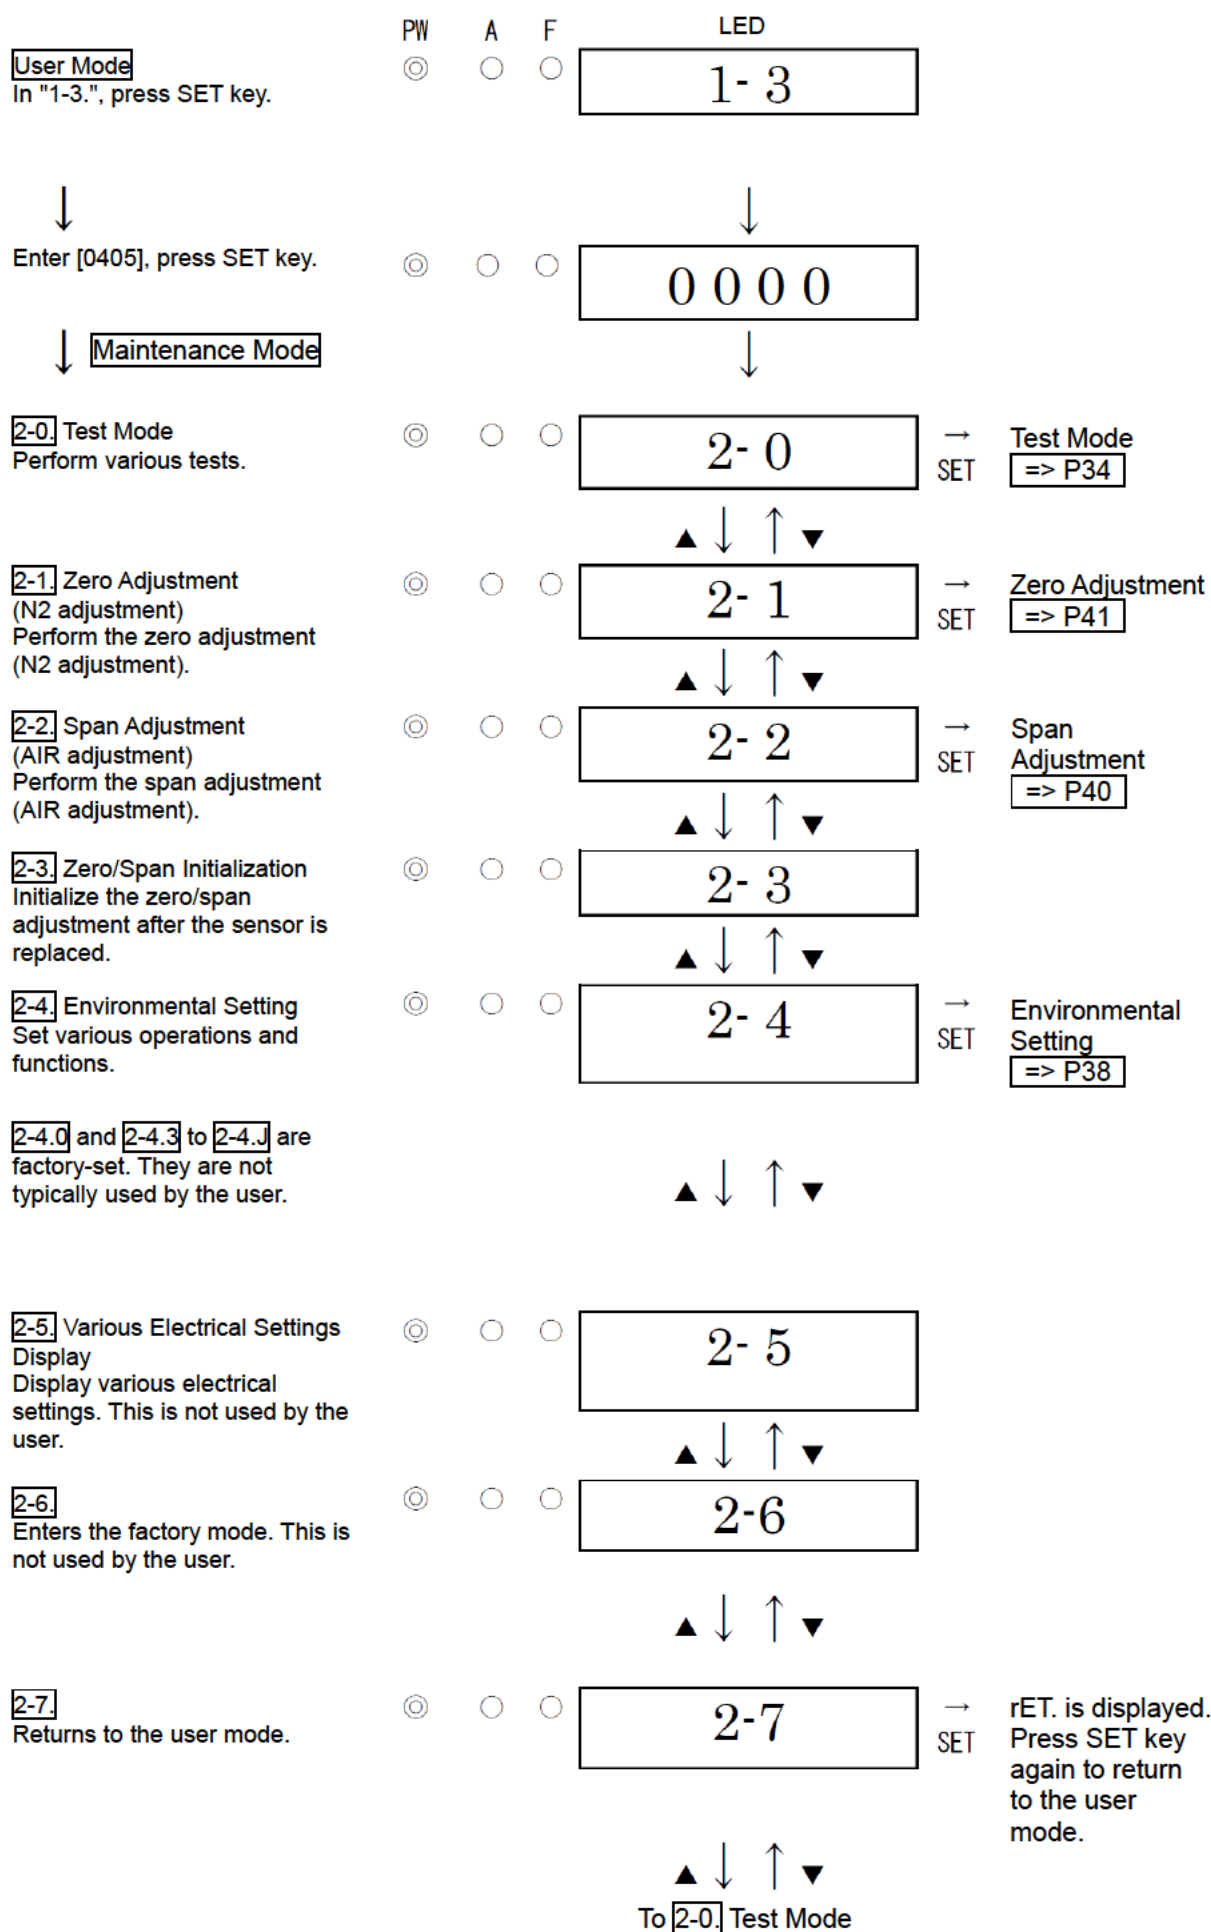 PW A F LED
User Mode
In "1-3.", press SET key.
1- 3
Enter [0405], press SET key.
0 0 0 0
Maintenance Mode
2-0. Test Mode
Perform various tests.
2- 0
→ SET
Test Mode
=> P34
▲ ↓ ↑ ▼
2-1. Zero Adjustment
(N2 adjustment)
Perform the zero adjustment
(N2 adjustment).
2- 1
→ SET
Zero Adjustment
=> P41
▲ ↓ ↑ ▼
2-2. Span Adjustment
(AIR adjustment)
Perform the span adjustment
(AIR adjustment).
2- 2
→ SET
Span
Adjustment
=> P40
▲ ↓ ↑ ▼
2-3. Zero/Span Initialization
Initialize the zero/span
adjustment after the sensor is
replaced.
2- 3
▲ ↓ ↑ ▼
2-4. Environmental Setting
Set various operations and
functions.
2- 4
→ SET
Environmental
Setting
=> P38
2-4.0 and 2-4.3 to 2-4.J are
factory-set. They are not
typically used by the user.
▲ ↓ ↑ ▼
2-5. Various Electrical Settings
Display
Display various electrical
settings. This is not used by the
user.
2- 5
▲ ↓ ↑ ▼
2-6.
Enters the factory mode. This is
not used by the user.
2-6
▲ ↓ ↑ ▼
2-7.
Returns to the user mode.
2-7
→ SET
rET. is displayed.
Press SET key
again to return
to the user
mode.
▲ ↓ ↑ ▼
To 2-0. Test Mode